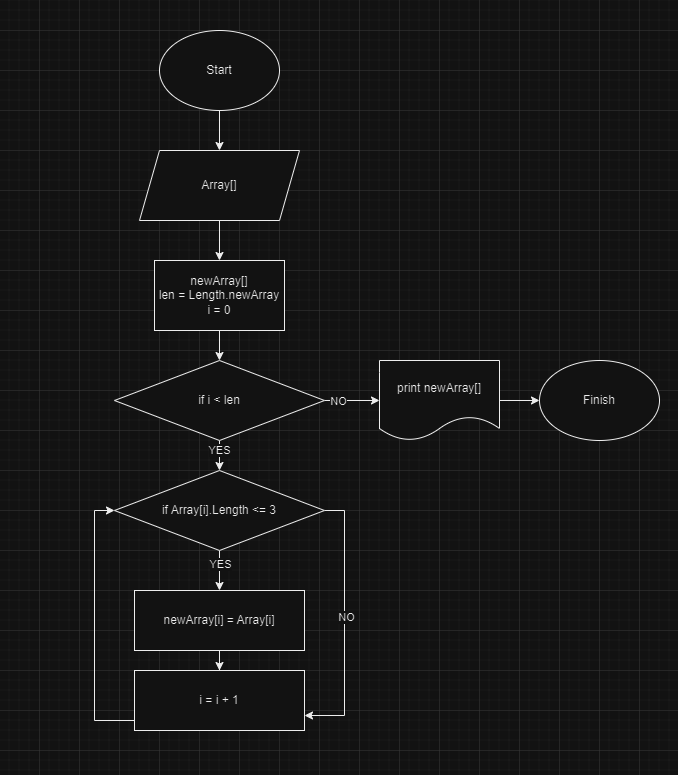 Start
Array[]
newArray[]
len = Length.newArray
i = 0
if i < len
NO
print newArray[]
Finish
YES
if Array[i].Length <= 3
YES
newArray[i] = Array[i]
NO
i = i + 1